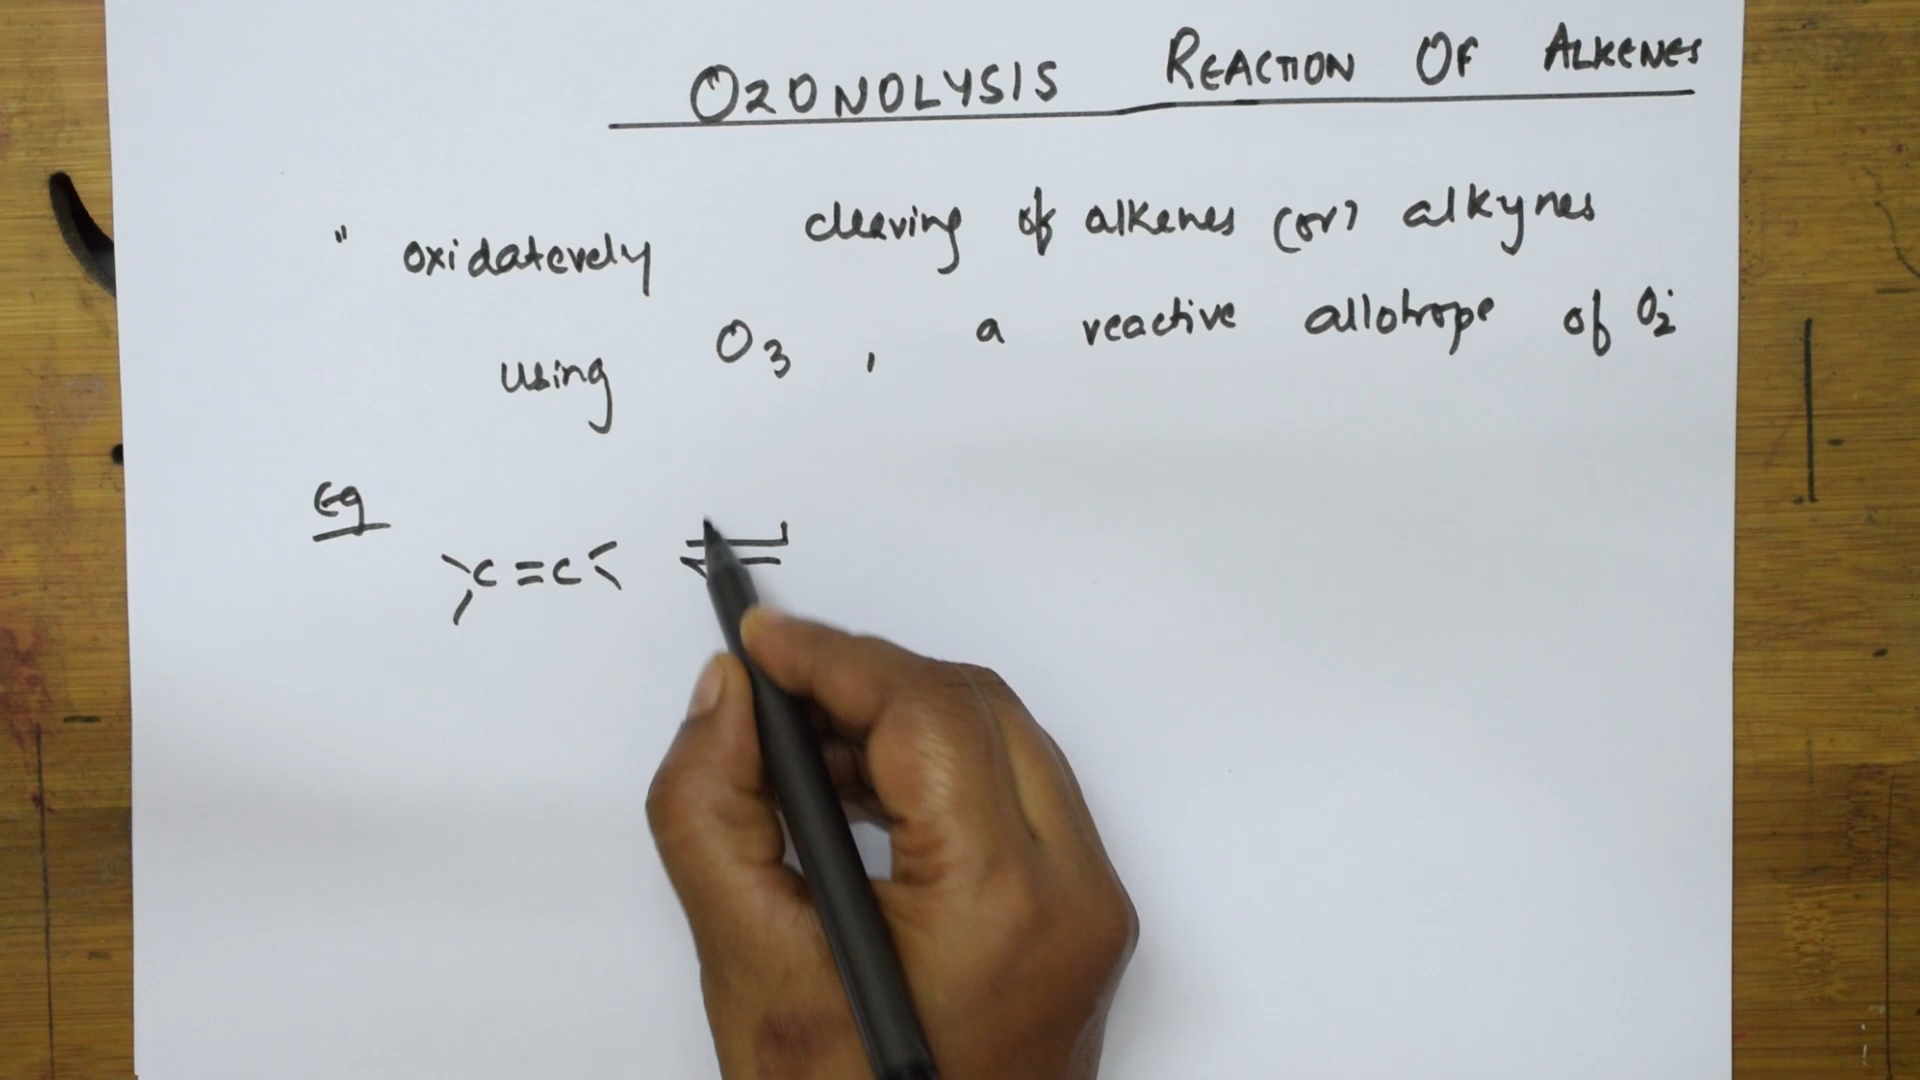 OZONOLYSIS REACTION OF ALKENES
" oxidatevely cleaving of alkenes (or) alkynes
using O3 , a reactive allotrope of O2
Eg
>C=C<